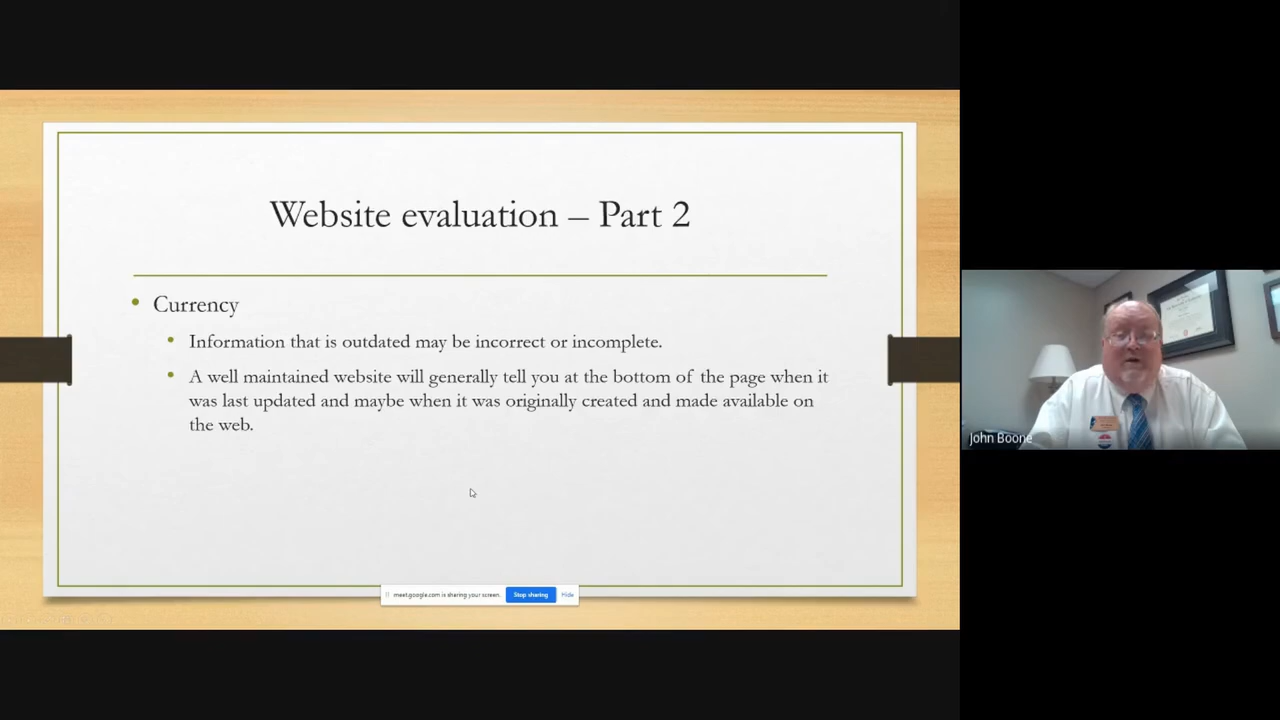 Website evaluation – Part 2
Currency
Information that is outdated may be incorrect or incomplete.
A well maintained website will generally tell you at the bottom of the page when it
was last updated and maybe when it was originally created and made available on
the web.
meet.google.com is sharing your screen.
Stop sharing
Hide
John Boone